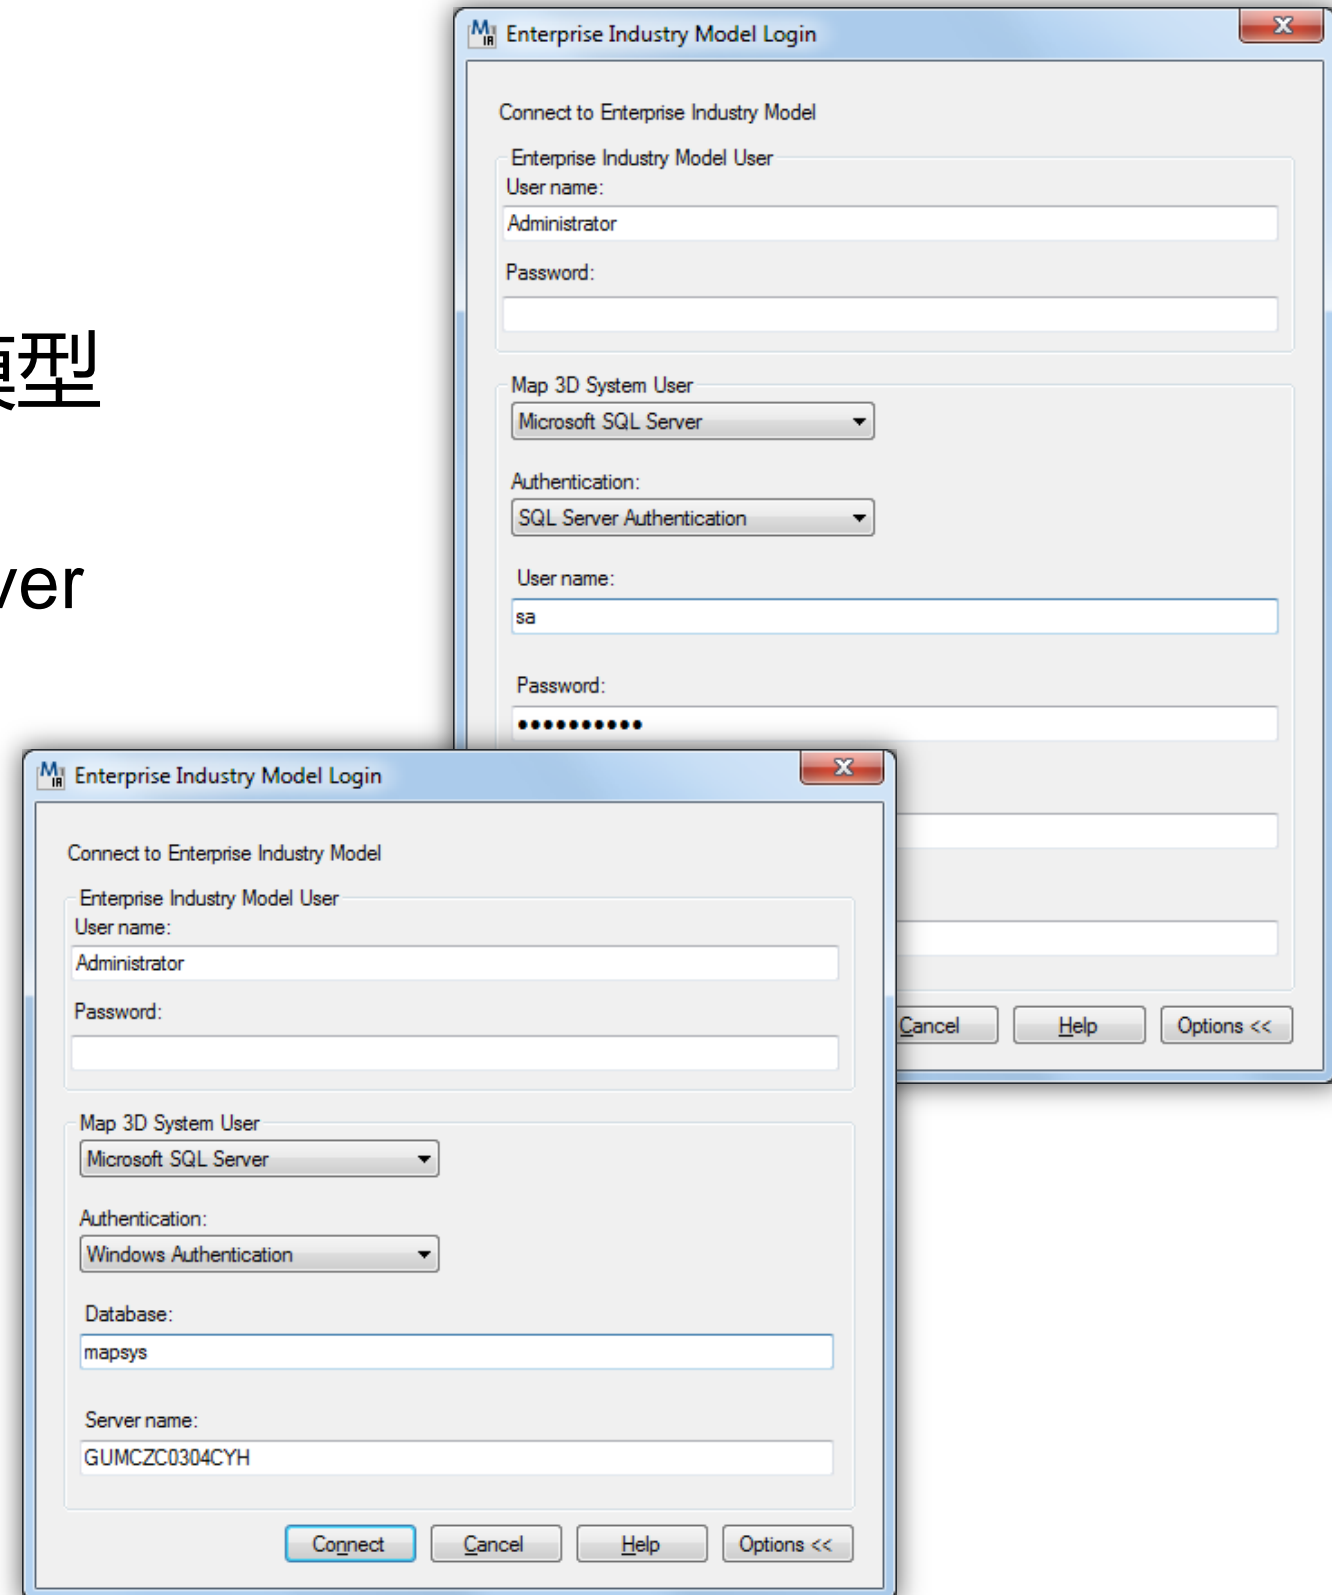 Enterprise Industry Model Login
Connect to Enterprise Industry Model
Enterprise Industry Model User
User name:
Administrator
Password:
Map 3D System User
Microsoft SQL Server
Authentication:
SQL Server Authentication
User name:
sa
Password:
••••••••••
Cancel Help Options <<
型
Enterprise Industry Model Login
Connect to Enterprise Industry Model
Enterprise Industry Model User
User name:
Administrator
Password:
Map 3D System User
Microsoft SQL Server
Authentication:
Windows Authentication
Database:
mapsys
Server name:
GUMCZC0304CYH
Connect Cancel Help Options <<